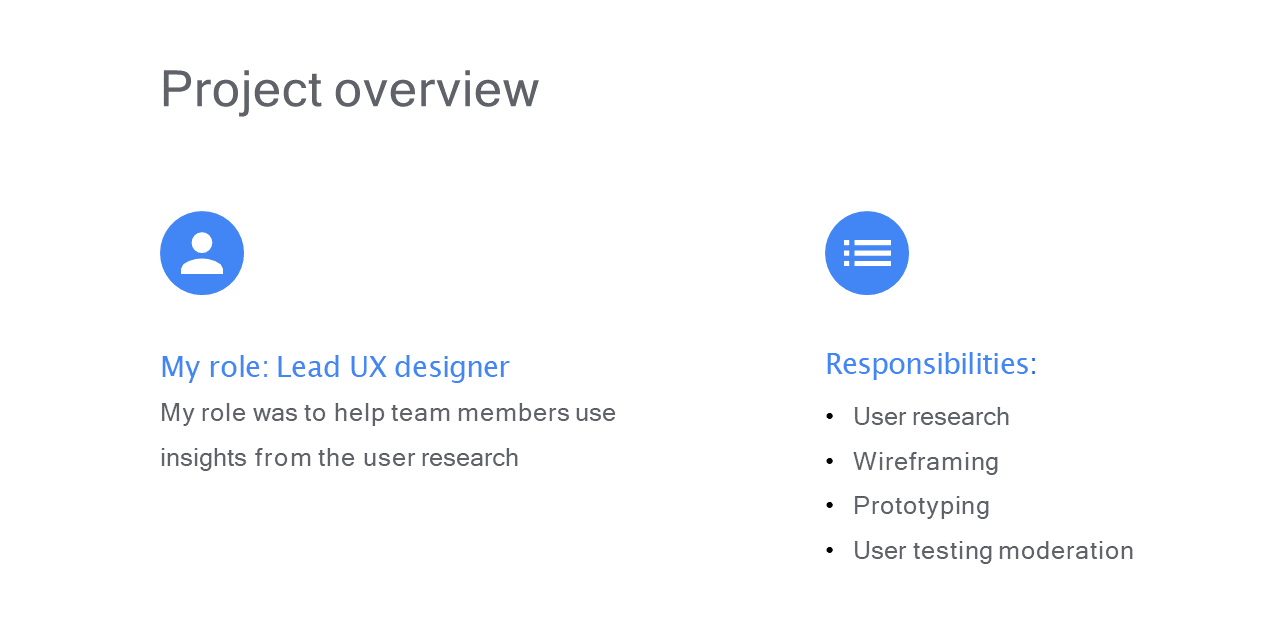 Project overview
My role: Lead UX designer
My role was to help team members use
insights from the user research
Responsibilities:
• User research
• Wireframing
• Prototyping
• User testing moderation